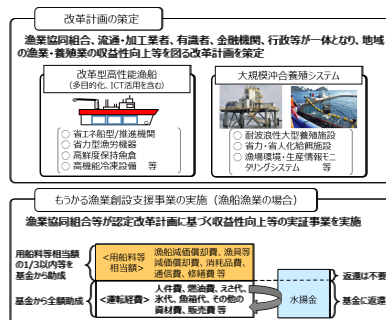 改革計画の策定
漁業協同組合、流通・加工業者、有識者、金融機関、行政等が一体となり、地域
の漁業・養殖業の収益性向上等を図る改革計画を策定
改革型高性能漁船
(多目的化、ICT活用を含む)
○ 省エネ船型/推進機関
○ 省力型漁労機器
○ 高鮮度保持魚倉
○ 高機能冷凍設備 等
大規模沖合養殖システム
○ 耐波浪性大型養殖施設
○ 省力・省人化給餌施設
○ 漁場環境・生産情報モニ
タリングシステム 等
もうかる漁業創設支援事業の実施(漁船漁業の場合)
漁業協同組合等が認定改革計画に基づく収益性向上等の実証事業を実施
用船料等相当額
の1/3以内等を
基金から助成
<用船料等
相当額>
漁船減価償却費、漁具等
減価償却費、消耗品費、
通信費、修繕費 等
返還は不要
基金から全額助成
<運転経費>
人件費、燃油費、えさ代、
氷代、魚箱代、その他の
資材費、販売費 等
水揚金
基金に返還